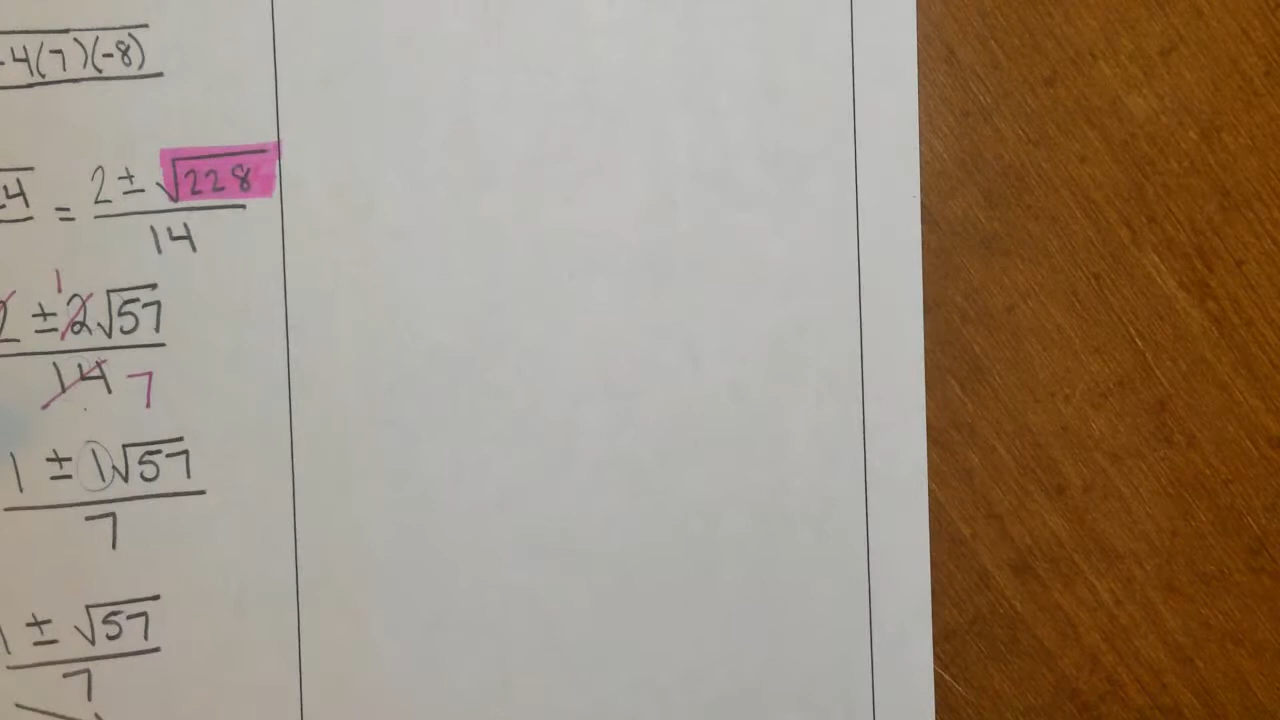 -4(7)(-8)
4 = 2 ± √228
14
2 ± 2√57 1
14 7
1 ± 1√57
7
1 ± √57
7